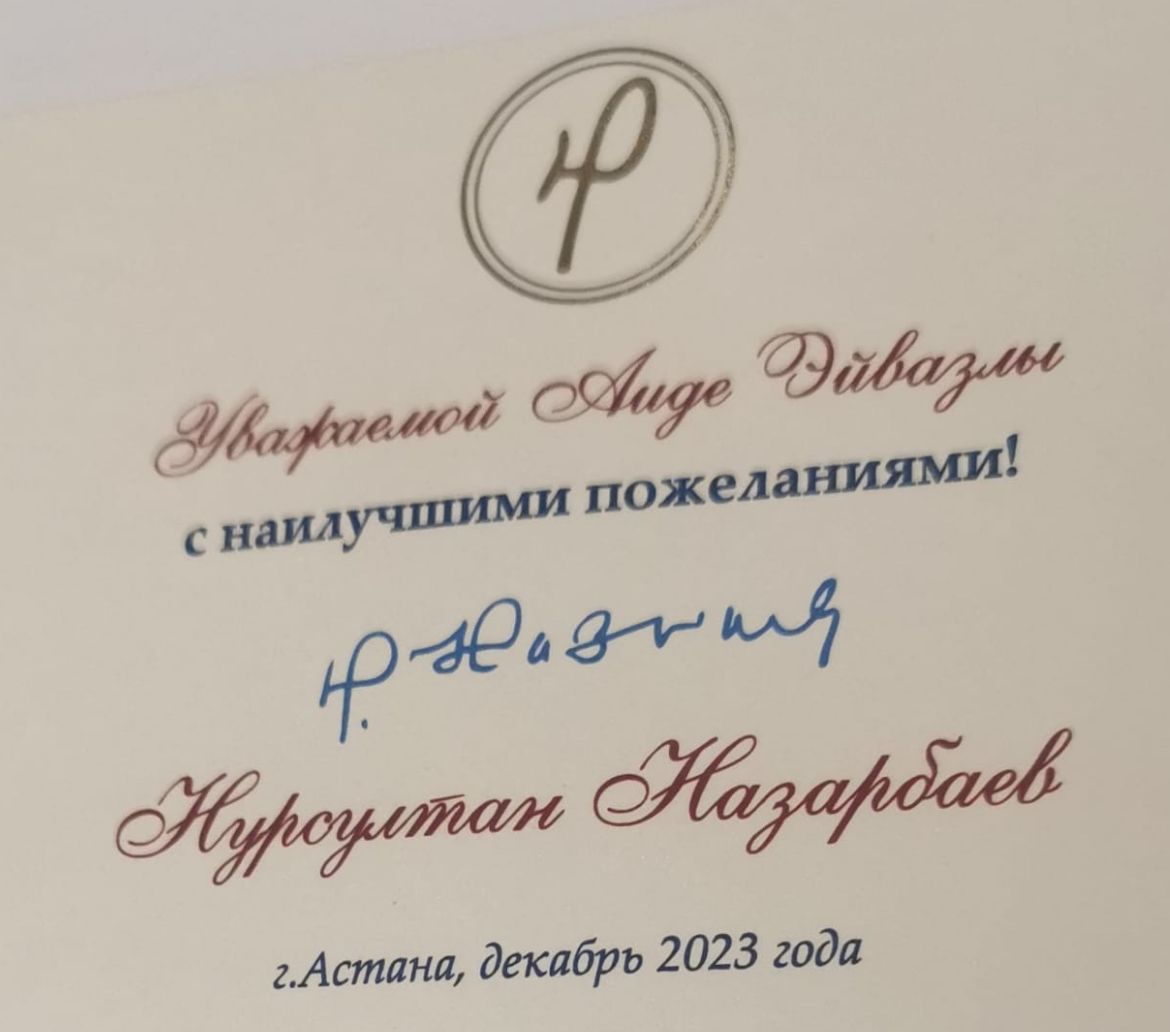 Уважаемой Аиде Эйвазлы
с наилучшими пожеланиями!
Нурсултан Назарбаев
г.Астана, декабрь 2023 года